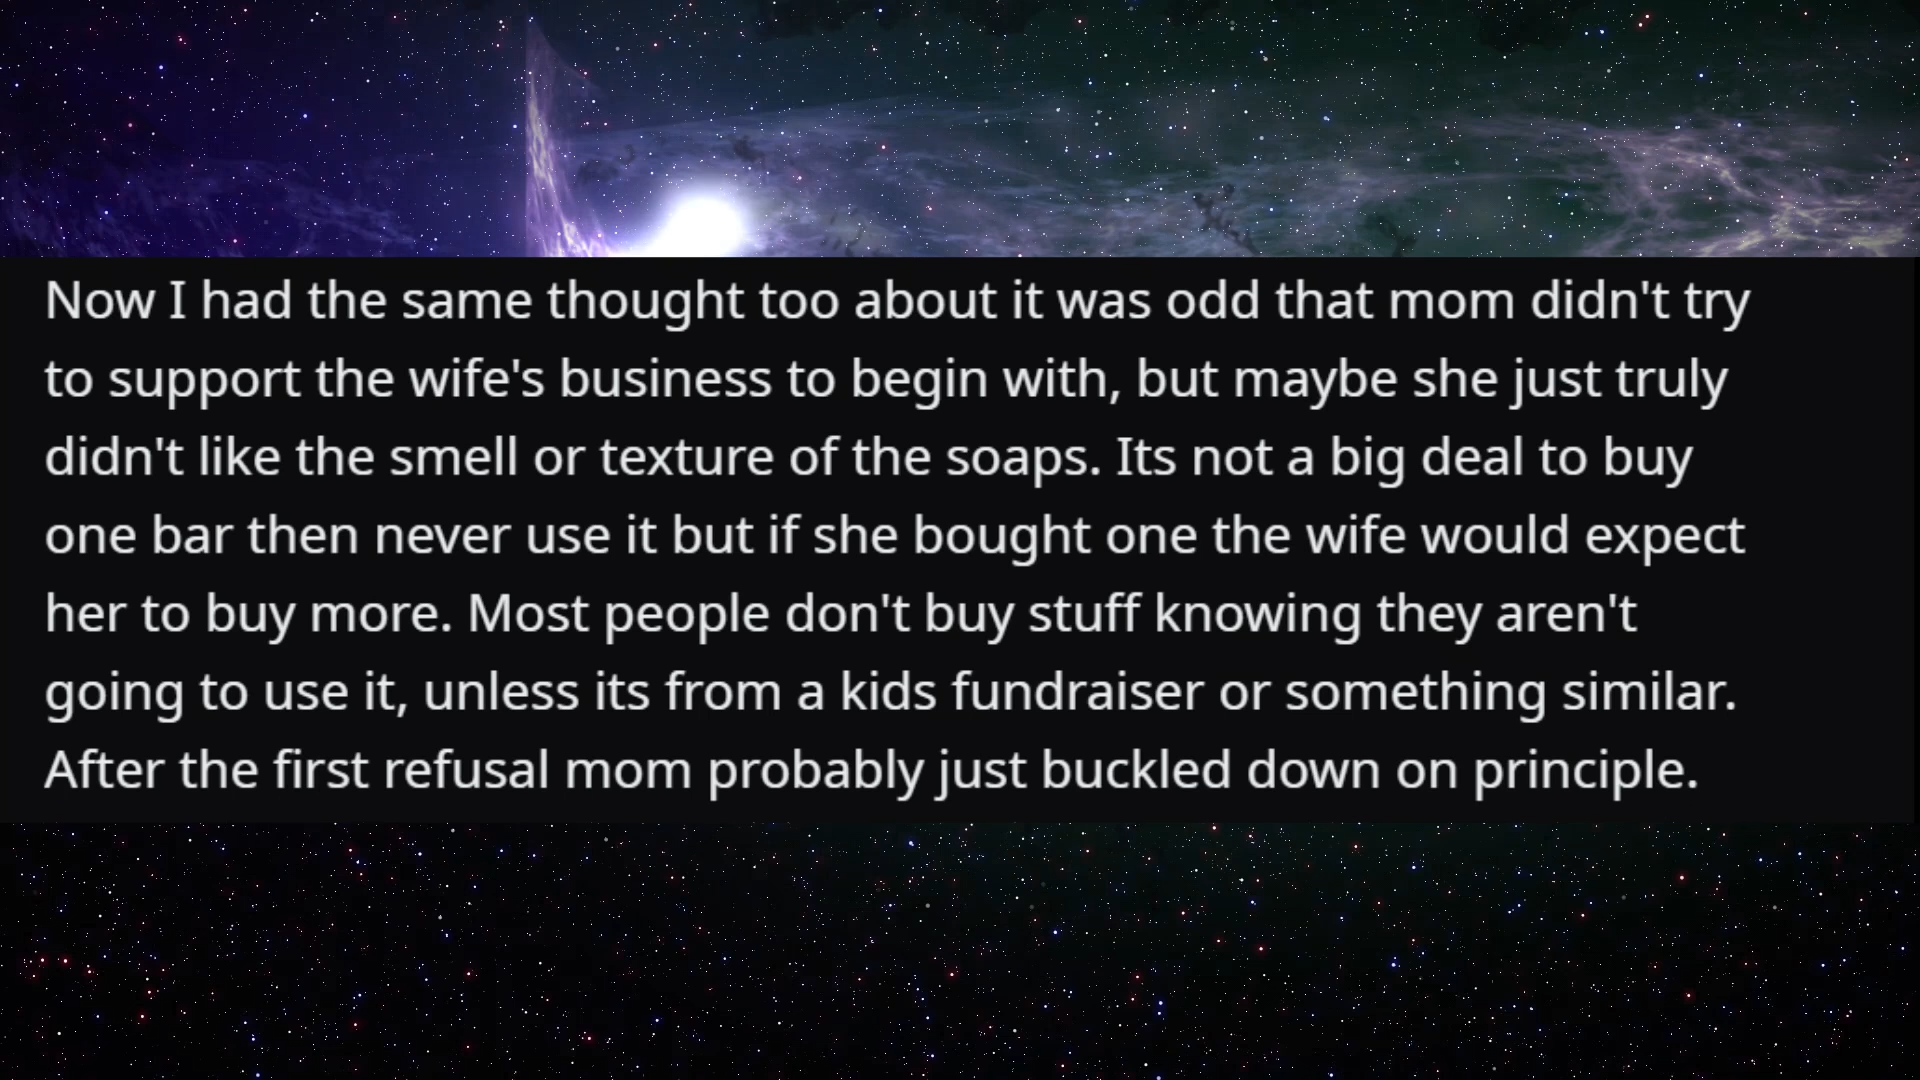 Now I had the same thought too about it was odd that mom didn't try
to support the wife's business to begin with, but maybe she just truly
didn't like the smell or texture of the soaps. Its not a big deal to buy
one bar then never use it but if she bought one the wife would expect
her to buy more. Most people don't buy stuff knowing they aren't
going to use it, unless its from a kids fundraiser or something similar.
After the first refusal mom probably just buckled down on principle.